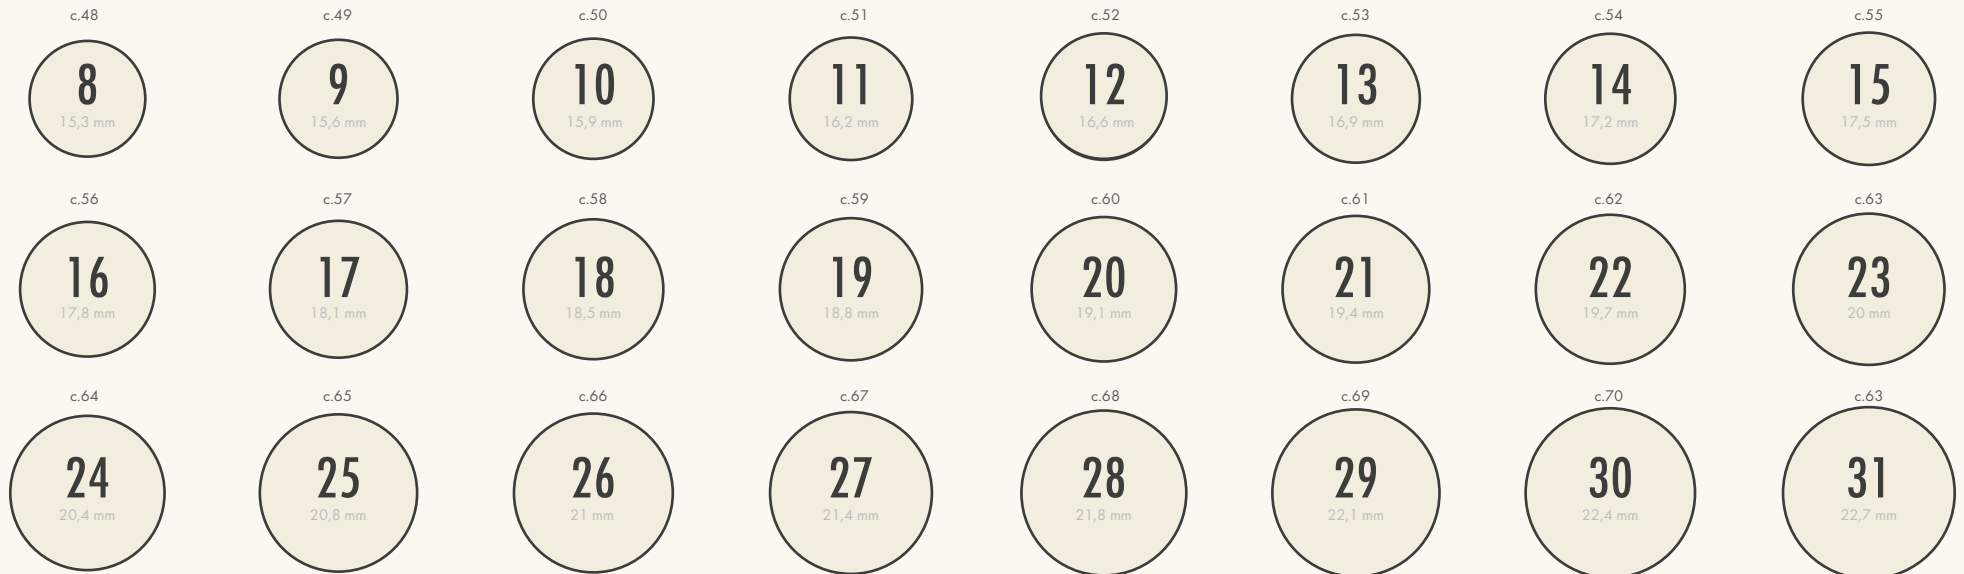 c.48 c.49 c.50 c.51 c.52 c.53 c.54 c.55
8 9 10 11 12 13 14 15
15,3 mm 15,6 mm 15,9 mm 16,2 mm 16,6 mm 16,9 mm 17,2 mm 17,5 mm
c.56 c.57 c.58 c.59 c.60 c.61 c.62 c.63
16 17 18 19 20 21 22 23
17,8 mm 18,1 mm 18,5 mm 18,8 mm 19,1 mm 19,4 mm 19,7 mm 20 mm
c.64 c.65 c.66 c.67 c.68 c.69 c.70 c.63
24 25 26 27 28 29 30 31
20,4 mm 20,8 mm 21 mm 21,4 mm 21,8 mm 22,1 mm 22,4 mm 22,7 mm